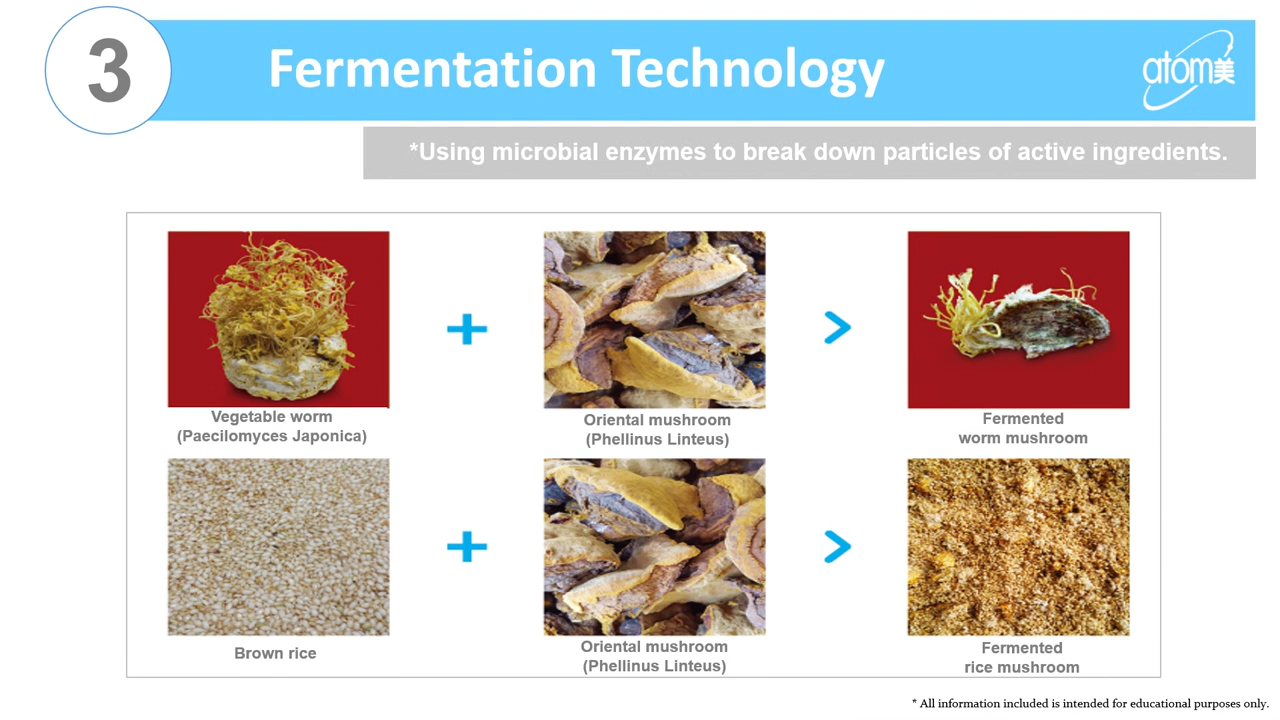 3
Fermentation Technology
atom美
*Using microbial enzymes to break down particles of active ingredients.
Vegetable worm
(Paecilomyces Japonica)
+
Oriental mushroom
(Phellinus Linteus)
>
Fermented
worm mushroom
Brown rice
+
Oriental mushroom
(Phellinus Linteus)
>
Fermented
rice mushroom
* All information included is intended for educational purposes only.